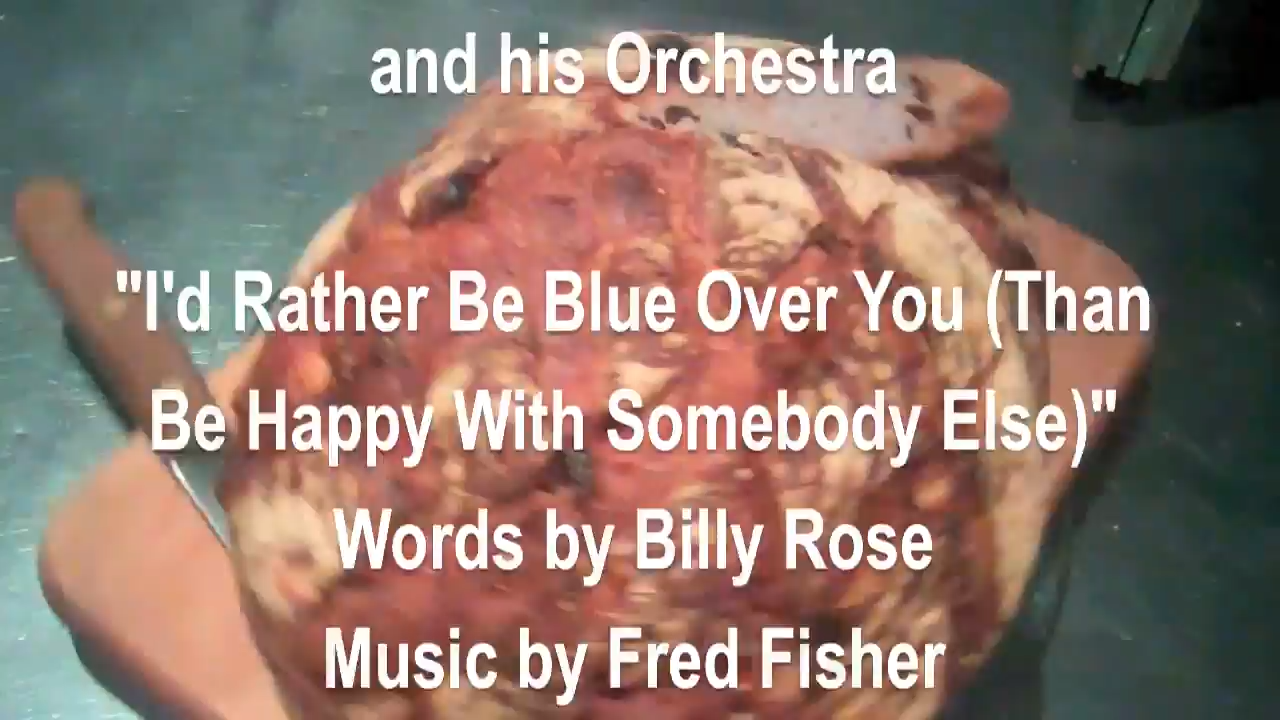 and his Orchestra
"I'd Rather Be Blue Over You (Than
Be Happy With Somebody Else)"
Words by Billy Rose
Music by Fred Fisher